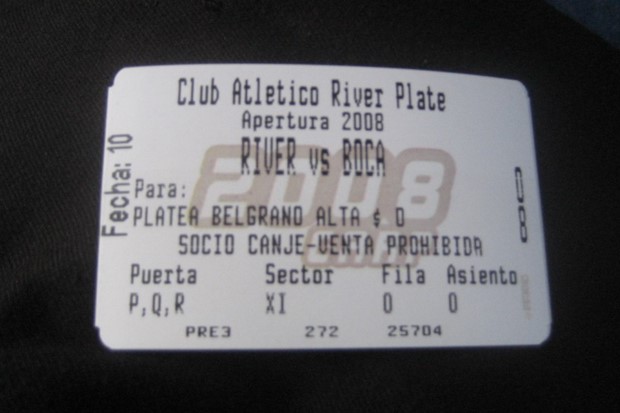 Club Atletico River Plate
Apertura 2008
RIVER vs BOCA
Fecha: 10
Para:
PLATEA BELGRANO ALTA $ 0
SOCIO CANJE-VENTA PROHIBIDA
Puerta Sector Fila Asiento
P,Q,R XI 0 0
PRE3 272 25704